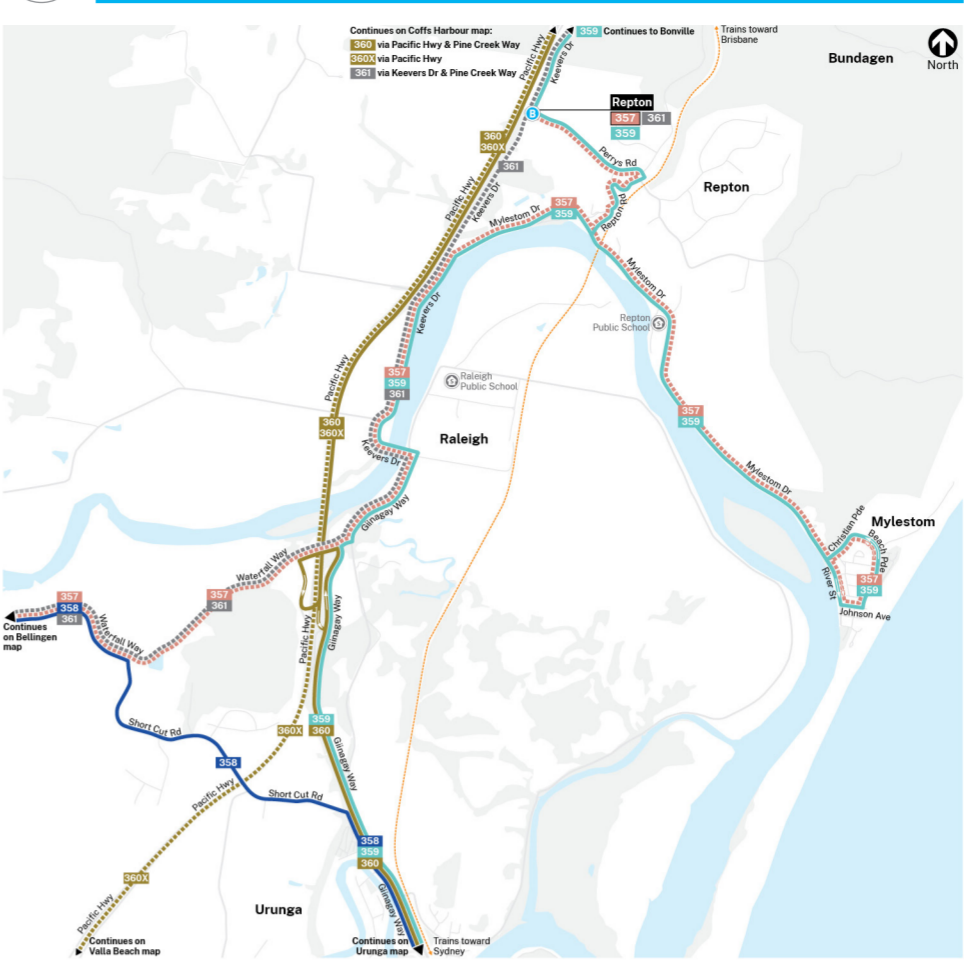 Continues on Coffs Harbour map:
360 via Pacific Hwy & Pine Creek Way
360X via Pacific Hwy
361 via Keevers Dr & Pine Creek Way
Pacific Hwy
Keevers Dr
359 Continues to Bonville
Trains toward
Brisbane
Bundagen
North
B
Repton
357 361
359
360
360X
361
Perrys Rd
Repton
Pacific Hwy
Keevers Dr
Mylestom Dr
357
359
Repton Rd
Mylestom Dr
Keevers Dr
Repton
Public School
Pacific Hwy
357
359
361
Raleigh
Public School
360
360X
Raleigh
Keevers Dr
357
359
Mylestom Dr
Giinagay Way
Christian Pde
Beach Pde
Mylestom
Waterfall Way
River St
357
359
Johnson Ave
357
361
357
358
361
Continues
on Bellingen
map
Waterfall Way
Pacific Hwy
Giinagay Way
Short Cut Rd
360X
359
360
Giinagay Way
358
Pacific Hwy
Short Cut Rd
358
359
360
360X
Giinagay Way
Pacific Hwy
Urunga
Continues on
Valla Beach map
Continues on
Urunga map
Trains toward
Sydney